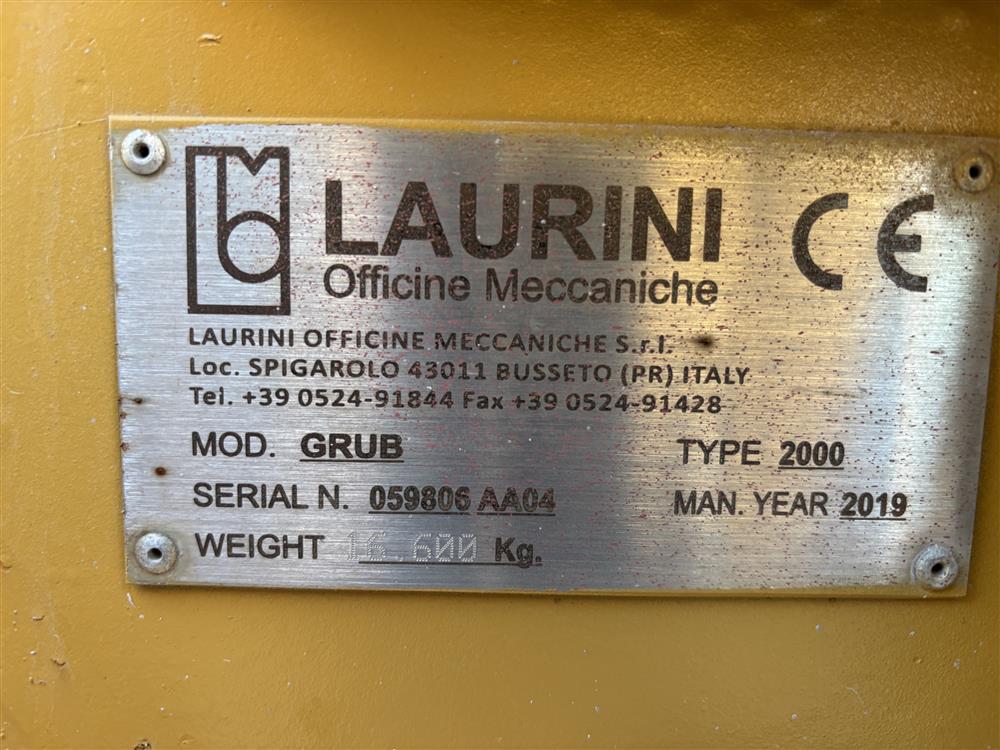 LAURINI
CE
Officine Meccaniche
LAURINI OFFICINE MECCANICHE S.r.l.
Loc. SPIGAROLO 43011 BUSSETO (PR) ITALY
Tel. +39 0524-91844 Fax +39 0524-91428
MOD. GRUB TYPE 2000
SERIAL N. 059806 AA04 MAN. YEAR 2019
WEIGHT 16.600 Kg.